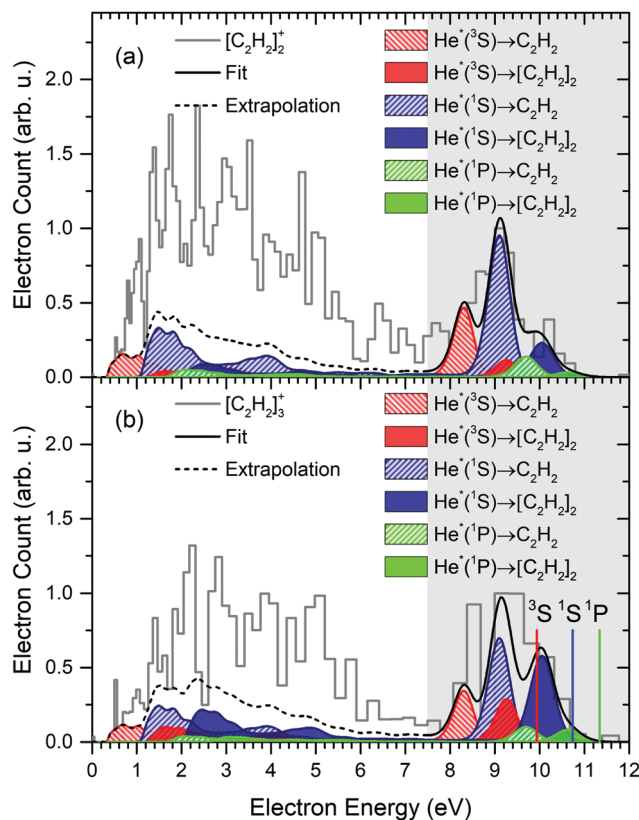 (a)
[C₂H₂]₂⁺
Fit
Extrapolation
He*(³S)→C₂H₂
He*(³S)→[C₂H₂]₂
He*(¹S)→C₂H₂
He*(¹S)→[C₂H₂]₂
He*(¹P)→C₂H₂
He*(¹P)→[C₂H₂]₂
Electron Count (arb. u.)
2.0
1.5
1.0
0.5
0.0
(b)
[C₂H₂]₃⁺
Fit
Extrapolation
He*(³S)→C₂H₂
He*(³S)→[C₂H₂]₂
He*(¹S)→C₂H₂
He*(¹S)→[C₂H₂]₂
He*(¹P)→C₂H₂
He*(¹P)→[C₂H₂]₂
³S ¹S ¹P
Electron Count (arb. u.)
2.0
1.5
1.0
0.5
0.0
0 1 2 3 4 5 6 7 8 9 10 11 12
Electron Energy (eV)